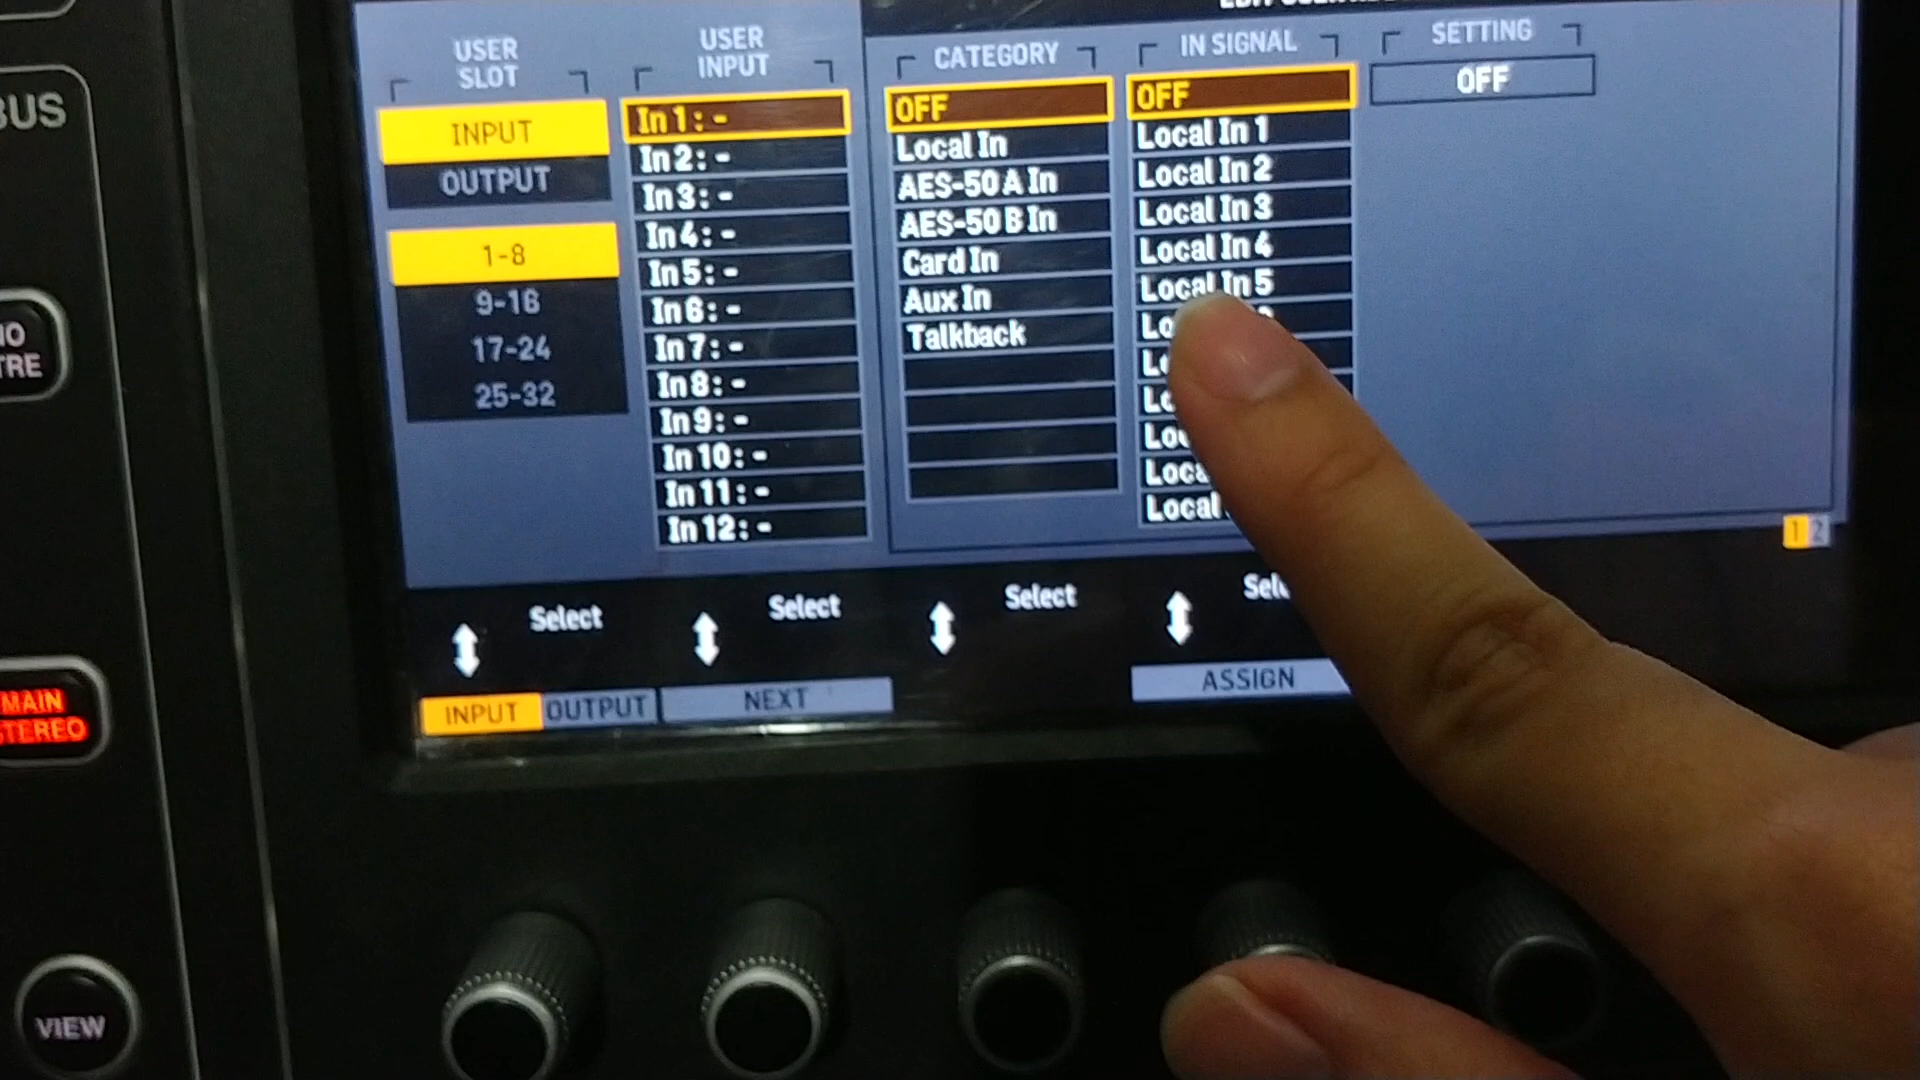 USER
SLOT
INPUT
OUTPUT
1-8
9-16
17-24
25-32
USER
INPUT
In 1: -
In 2: -
In 3: -
In 4: -
In 5: -
In 6: -
In 7: -
In 8: -
In 9: -
In 10: -
In 11: -
In 12: -
CATEGORY
OFF
Local In
AES-50 A In
AES-50 B In
Card In
Aux In
Talkback
IN SIGNAL
OFF
Local In 1
Local In 2
Local In 3
Local In 4
Local In 5
Local
SETTING
OFF
1 2
Select
Select
Select
INPUT OUTPUT
NEXT
ASSIGN
BUS
MAIN
STEREO
VIEW